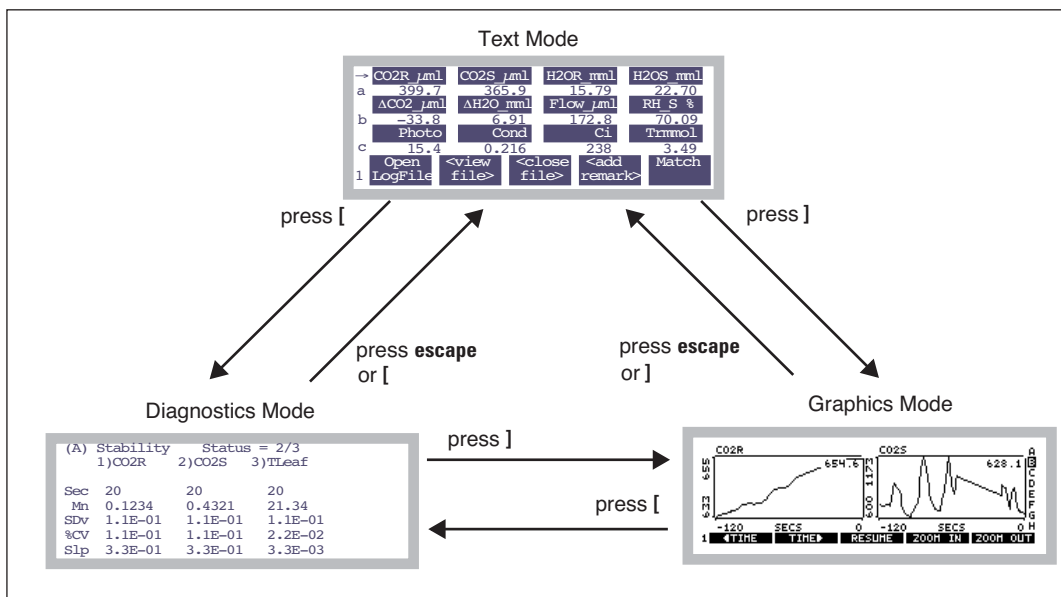 Text Mode
→ CO2R_µml CO2S_µml H2OR_mml H2OS_mml
a 399.7 365.9 15.79 22.70
ΔCO2_µml ΔH2O_mml Flow_µml RH_S %
b -33.8 6.91 172.8 70.09
Photo Cond Ci Trmmol
c 15.4 0.216 238 3.49
Open <view <close <add Match
1 LogFile file> file> remark>
press [
press ]
press escape
or [
press escape
or ]
Diagnostics Mode
(A) Stability Status = 2/3
1)CO2R 2)CO2S 3)TLeaf
Sec 20 20 20
Mn 0.1234 0.4321 21.34
SDv 1.1E-01 1.1E-01 1.1E-01
%CV 1.1E-01 1.1E-01 2.2E-02
Slp 3.3E-01 3.3E-01 3.3E-03
press ]
press [
Graphics Mode
CO2R CO2S
655 654.6 1173 628.1
633 600
A
B
C
D
E
F
G
H
-120 SECS 0 -120 SECS 0
1 ◀TIME TIME▶ RESUME ZOOM IN ZOOM OUT